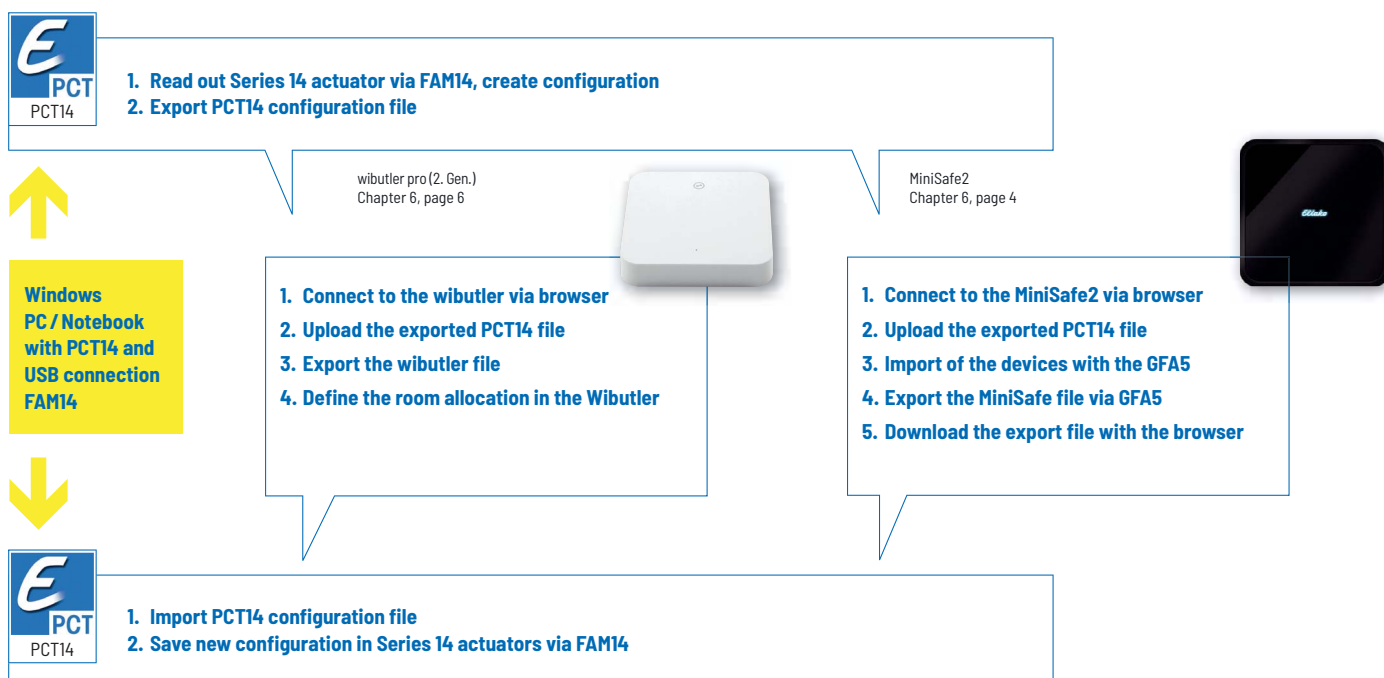 E
PCT
PCT14
1. Read out Series 14 actuator via FAM14, create configuration
2. Export PCT14 configuration file
wibutler pro (2. Gen.)
Chapter 6, page 6
MiniSafe2
Chapter 6, page 4
Eltako
Windows
PC / Notebook
with PCT14 and
USB connection
FAM14
1. Connect to the wibutler via browser
2. Upload the exported PCT14 file
3. Export the wibutler file
4. Define the room allocation in the Wibutler
1. Connect to the MiniSafe2 via browser
2. Upload the exported PCT14 file
3. Import of the devices with the GFA5
4. Export the MiniSafe file via GFA5
5. Download the export file with the browser
E
PCT
PCT14
1. Import PCT14 configuration file
2. Save new configuration in Series 14 actuators via FAM14